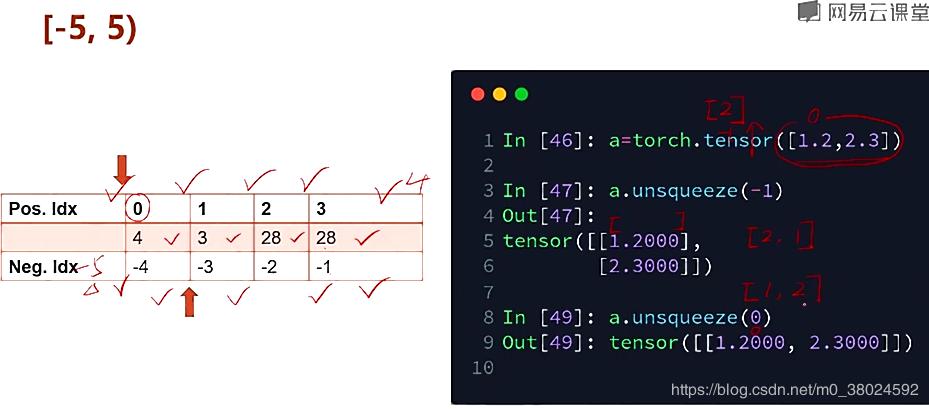 网易云课堂
[-5, 5)
4
Pos. Idx 0 1 2 3
4 3 28 28
Neg. Idx -5 -4 -3 -2 -1
[2]
0
1 In [46]: a=torch.tensor([1.2,2.3])
2
3 In [47]: a.unsqueeze(-1)
4 Out[47]:
[ ]
5 tensor([[1.2000],
[2, 1]
6 [2.3000]])
7
[1, 2]
8 In [49]: a.unsqueeze(0)
9 Out[49]: tensor([[1.2000, 2.3000]])
10
https://blog.csdn.net/m0_38024592